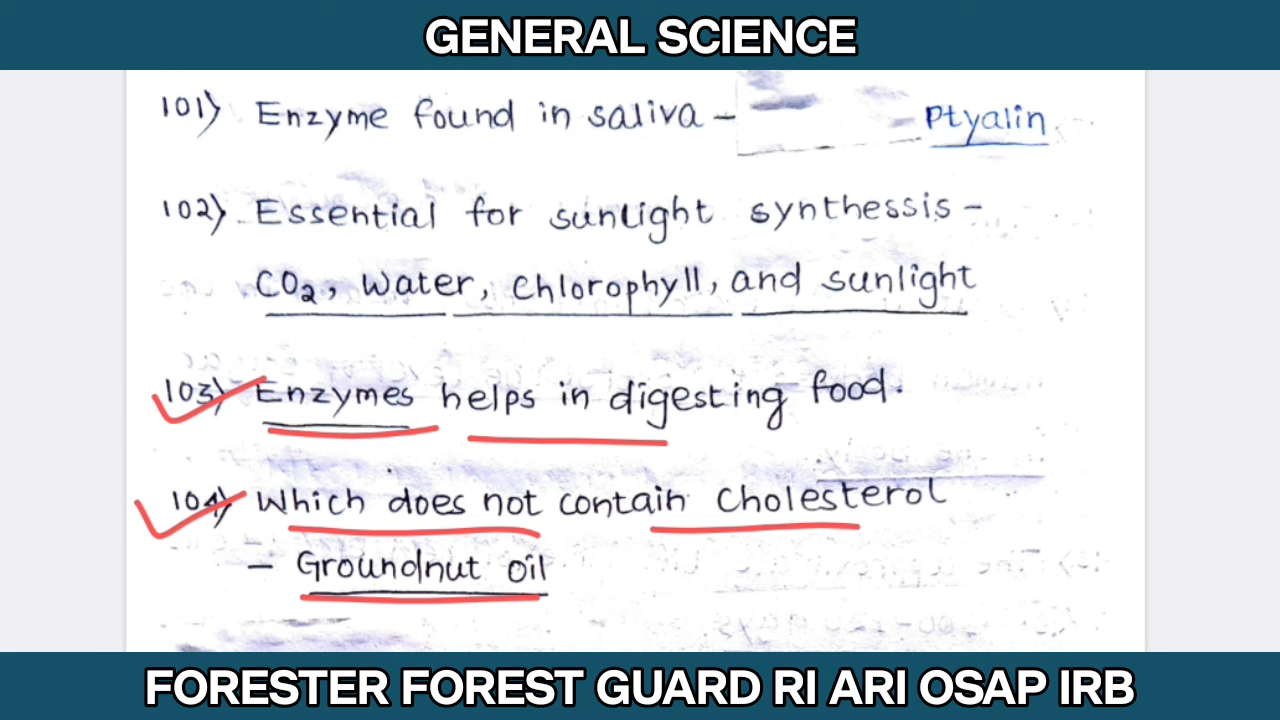 GENERAL SCIENCE
101) Enzyme found in saliva - Ptyalin
102) Essential for sunlight synthessis -
CO₂, Water, Chlorophyll, and sunlight
103) Enzymes helps in digesting food.
104) Which does not contain Cholesterol
- Groundnut oil
FORESTER FOREST GUARD RI ARI OSAP IRB